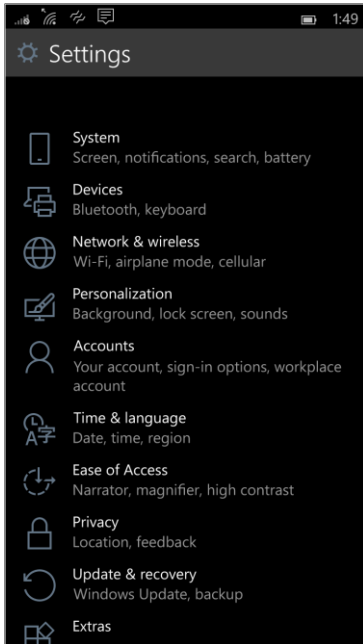 1:49
Settings
System
Screen, notifications, search, battery
Devices
Bluetooth, keyboard
Network & wireless
Wi-Fi, airplane mode, cellular
Personalization
Background, lock screen, sounds
Accounts
Your account, sign-in options, workplace
account
Time & language
Date, time, region
Ease of Access
Narrator, magnifier, high contrast
Privacy
Location, feedback
Update & recovery
Windows Update, backup
Extras